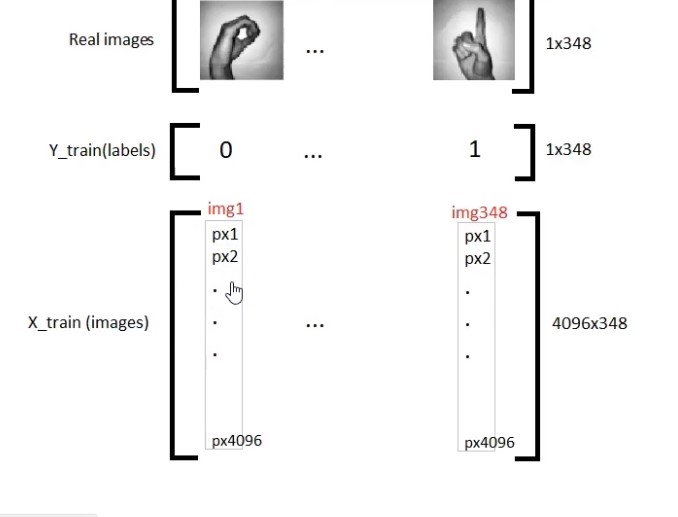 Real images
...
1x348
Y_train(labels)
0
...
1
1x348
img1
img348
px1
px1
px2
px2
.
.
X_train (images)
.
...
.
4096x348
.
.
px4096
px4096